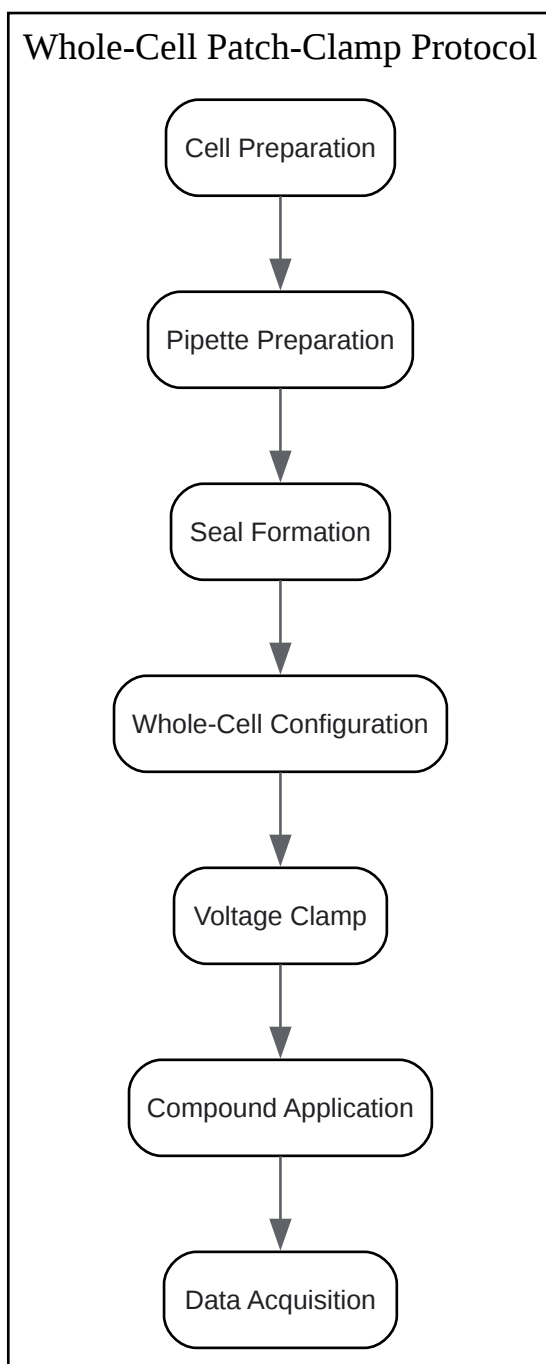 Whole-Cell Patch-Clamp Protocol
Cell Preparation
Pipette Preparation
Seal Formation
Whole-Cell Configuration
Voltage Clamp
Compound Application
Data Acquisition